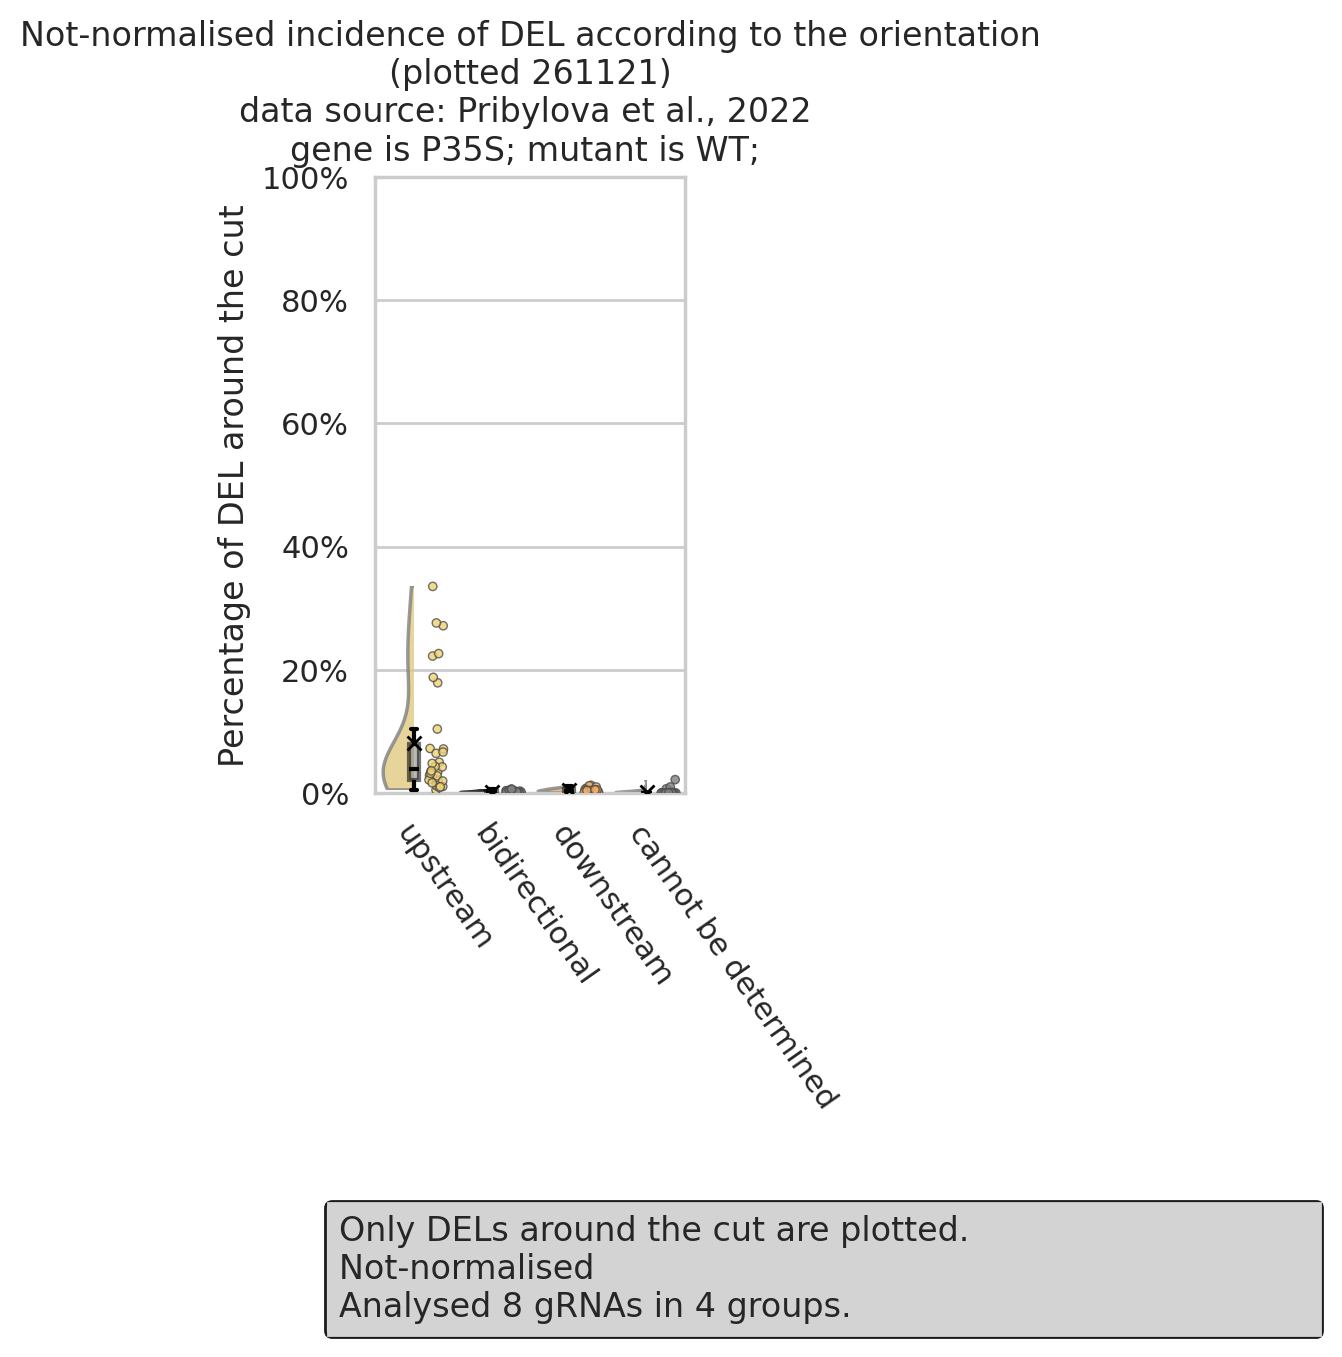 Not-normalised incidence of DEL according to the orientation
(plotted 261121)
data source: Pribylova et al., 2022
gene is P35S; mutant is WT;
Percentage of DEL around the cut
100%
80%
60%
40%
20%
0%
upstream
bidirectional
downstream
cannot be determined
Only DELs around the cut are plotted.
Not-normalised
Analysed 8 gRNAs in 4 groups.